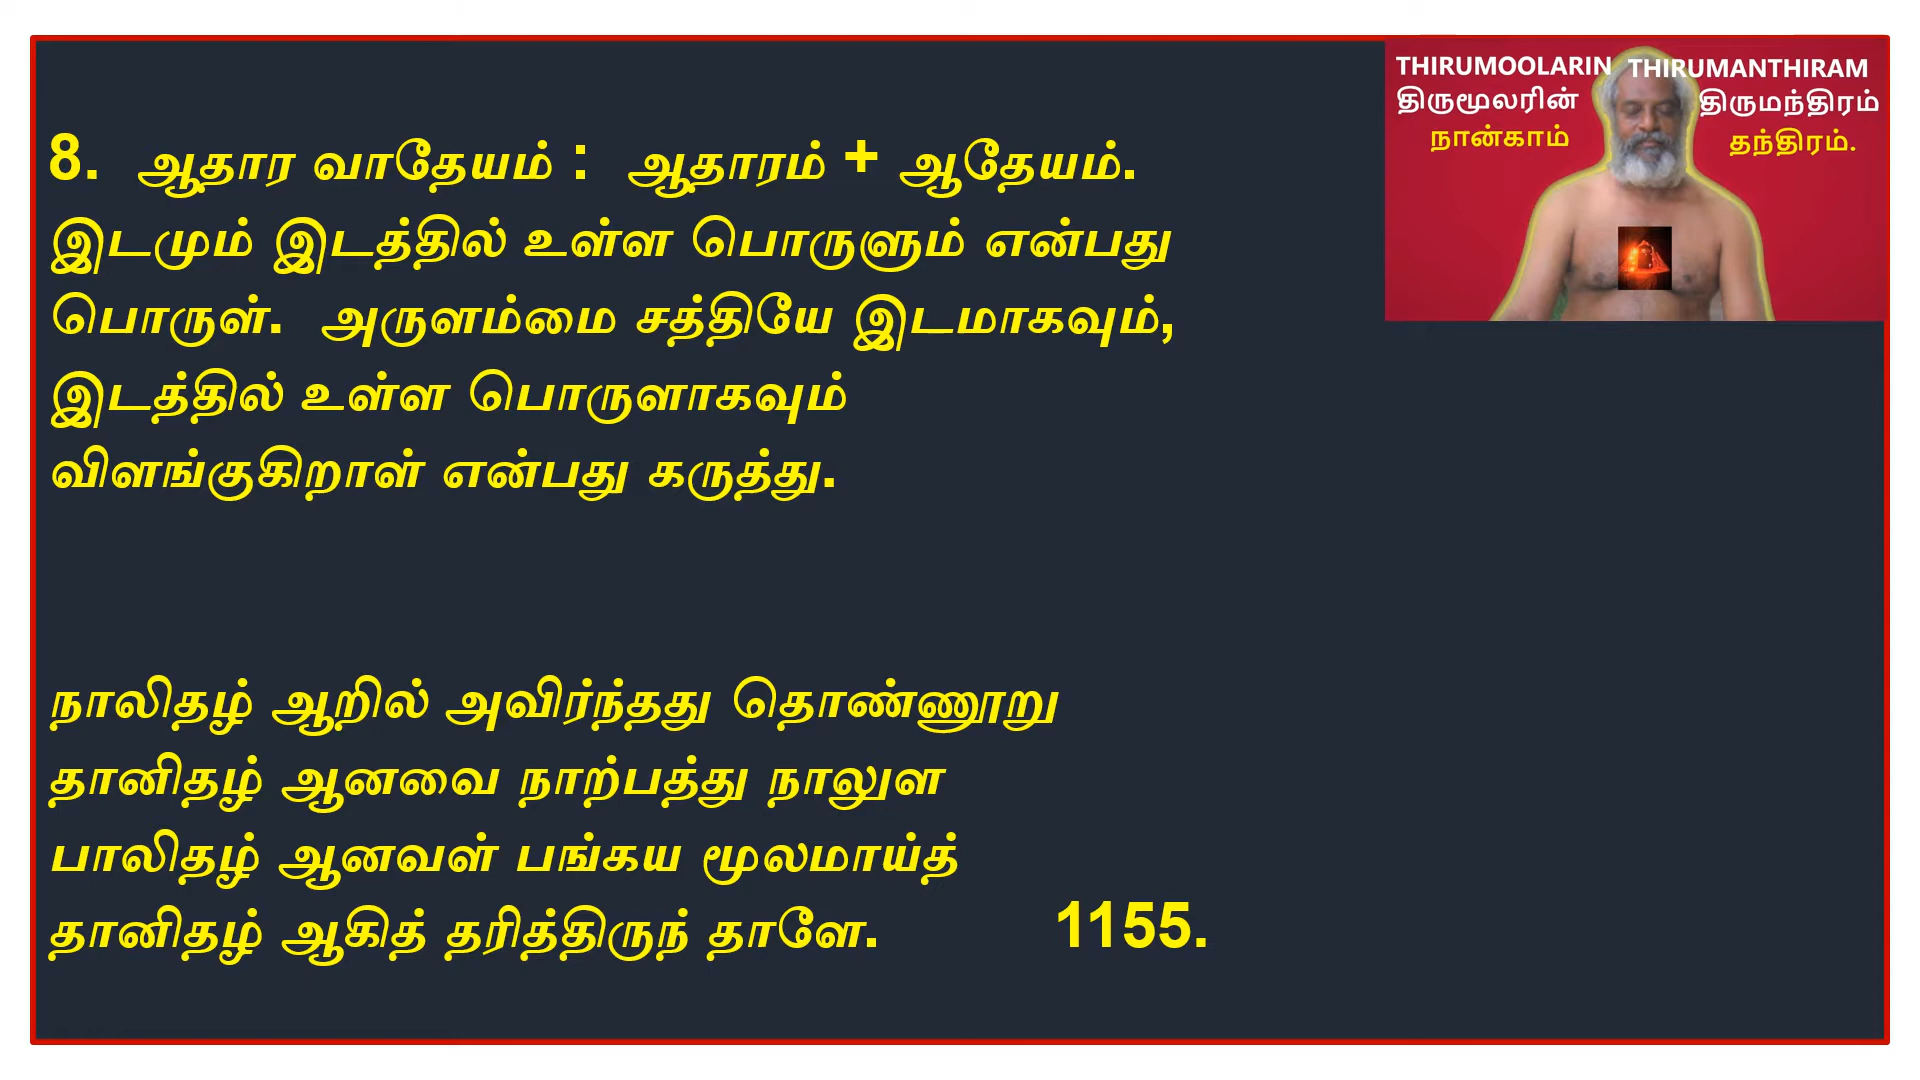 THIRUMOOLARIN THIRUMANTHIRAM
திருமூலரின் திருமந்திரம்
நான்காம் தந்திரம்.
8. ஆதார வாதேயம் : ஆதாரம் + ஆதேயம்.
இடமும் இடத்தில் உள்ள பொருளும் என்பது
பொருள். அருளம்மை சத்தியே இடமாகவும்,
இடத்தில் உள்ள பொருளாகவும்
விளங்குகிறாள் என்பது கருத்து.
நாலிதழ் ஆறில் அவிர்ந்தது தொண்ணூறு
தானிதழ் ஆனவை நாற்பத்து நாலுள
பாலிதழ் ஆனவள் பங்கய மூலமாய்த்
தானிதழ் ஆகித் தரித்திருந் தாளே. 1155.